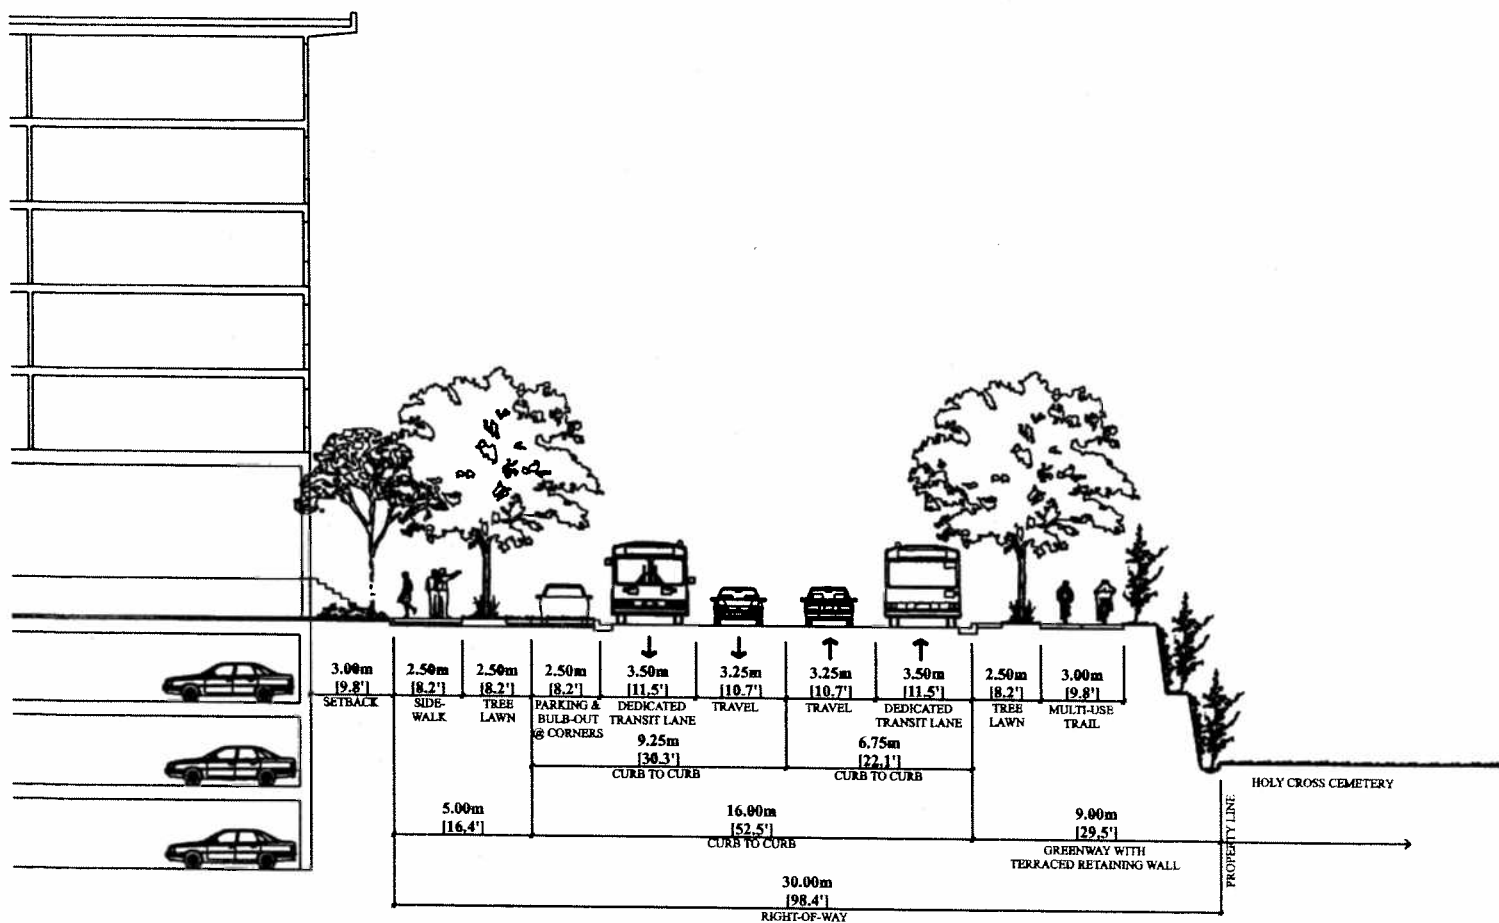 3.00m
[9.8']
SETBACK
2.50m
[8.2']
SIDE-
WALK
2.50m
[8.2']
TREE
LAWN
2.50m
[8.2']
PARKING &
BULB-OUT
@ CORNERS
3.50m
[11.5']
DEDICATED
TRANSIT LANE
3.25m
[10.7']
TRAVEL
3.25m
[10.7']
TRAVEL
3.50m
[11.5']
DEDICATED
TRANSIT LANE
2.50m
[8.2']
TREE
LAWN
3.00m
[9.8']
MULTI-USE
TRAIL
9.25m
[30.3']
CURB TO CURB
6.75m
[22.1']
CURB TO CURB
HOLY CROSS CEMETERY
5.00m
[16.4']
16.00m
[52.5']
CURB TO CURB
9.00m
[29.5']
GREENWAY WITH
TERRACED RETAINING WALL
PROPERTY LINE
30.00m
[98.4']
RIGHT-OF-WAY